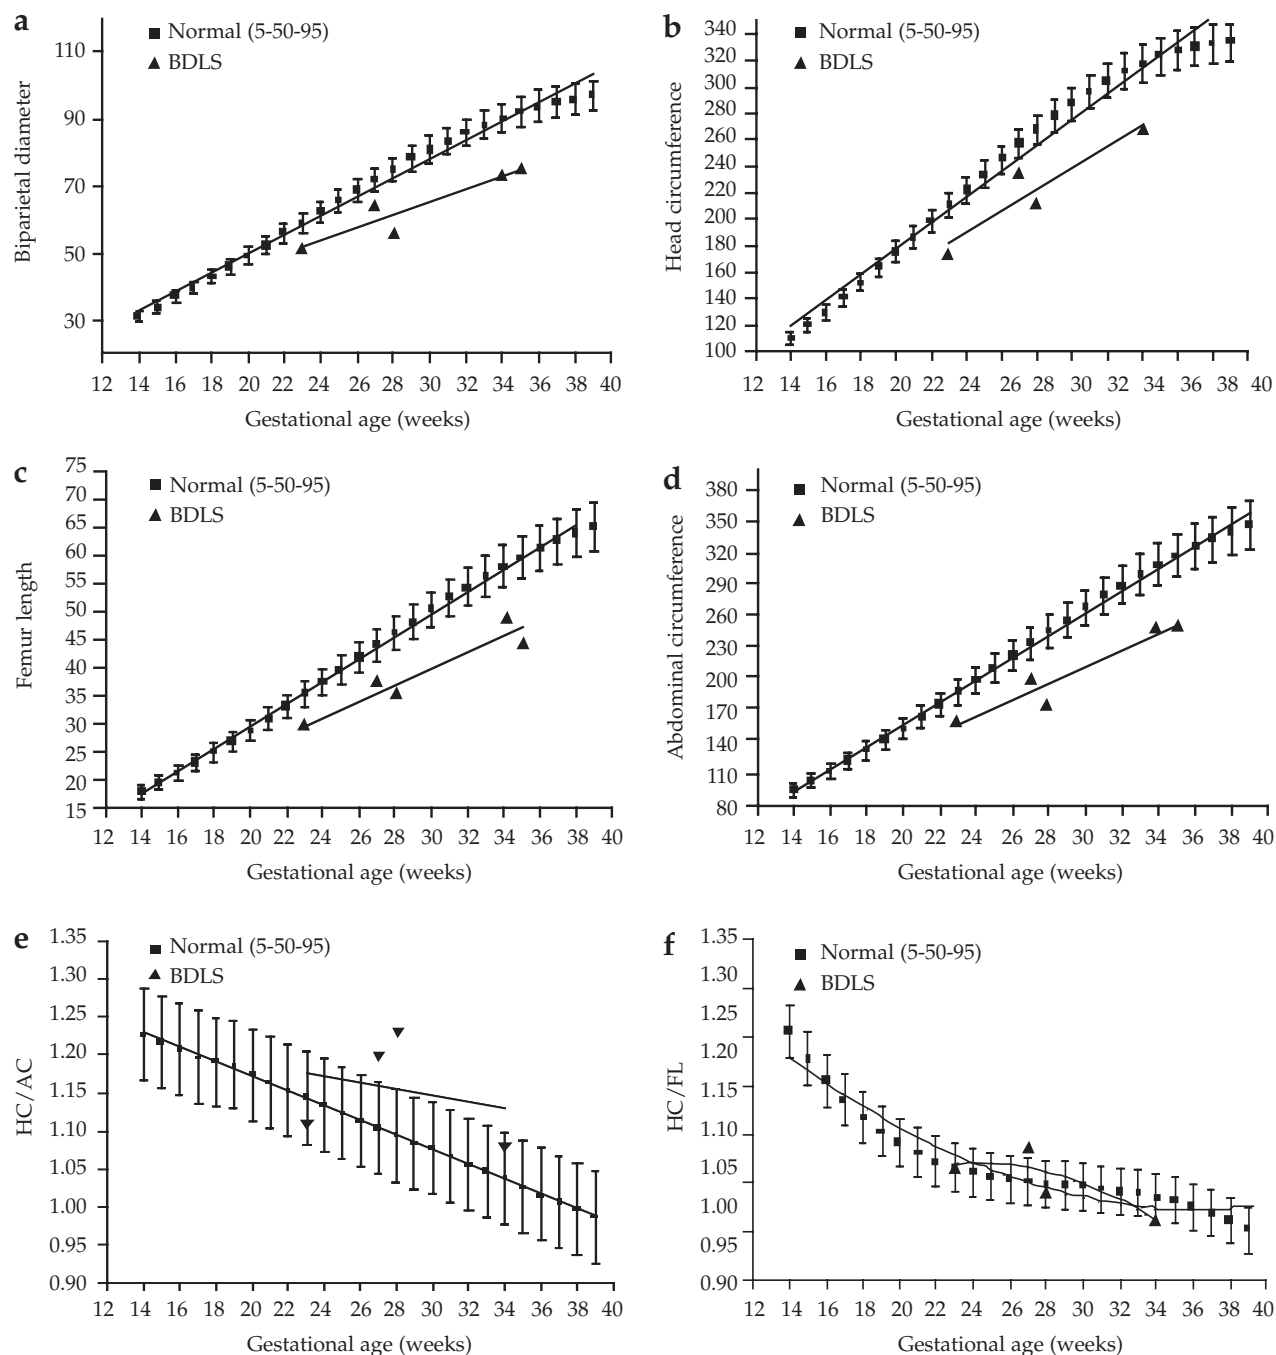 a
Normal (5-50-95)
BDLS
Biparietal diameter
110
90
70
50
30
12 14 16 18 20 22 24 26 28 30 32 34 36 38 40
Gestational age (weeks)
b
Normal (5-50-95)
BDLS
Head circumference
340
320
300
280
260
240
220
200
180
160
140
120
100
12 14 16 18 20 22 24 26 28 30 32 34 36 38 40
Gestational age (weeks)
c
Normal (5-50-95)
BDLS
Femur length
75
70
65
60
55
50
45
40
35
30
25
20
15
12 14 16 18 20 22 24 26 28 30 32 34 36 38 40
Gestational age (weeks)
d
Normal (5-50-95)
BDLS
Abdominal circumference
380
350
320
290
260
230
200
170
140
110
80
12 14 16 18 20 22 24 26 28 30 32 34 36 38 40
Gestational age (weeks)
e
Normal (5-50-95)
BDLS
HC/AC
1.35
1.30
1.25
1.20
1.15
1.10
1.05
1.00
0.95
0.90
12 14 16 18 20 22 24 26 28 30 32 34 36 38 40
Gestational age (weeks)
f
Normal (5-50-95)
BDLS
HC/FL
1.35
1.30
1.20
1.15
1.10
1.05
1.00
0.95
0.90
12 14 16 18 20 22 24 26 28 30 32 34 36 38 40
Gestational age (weeks)